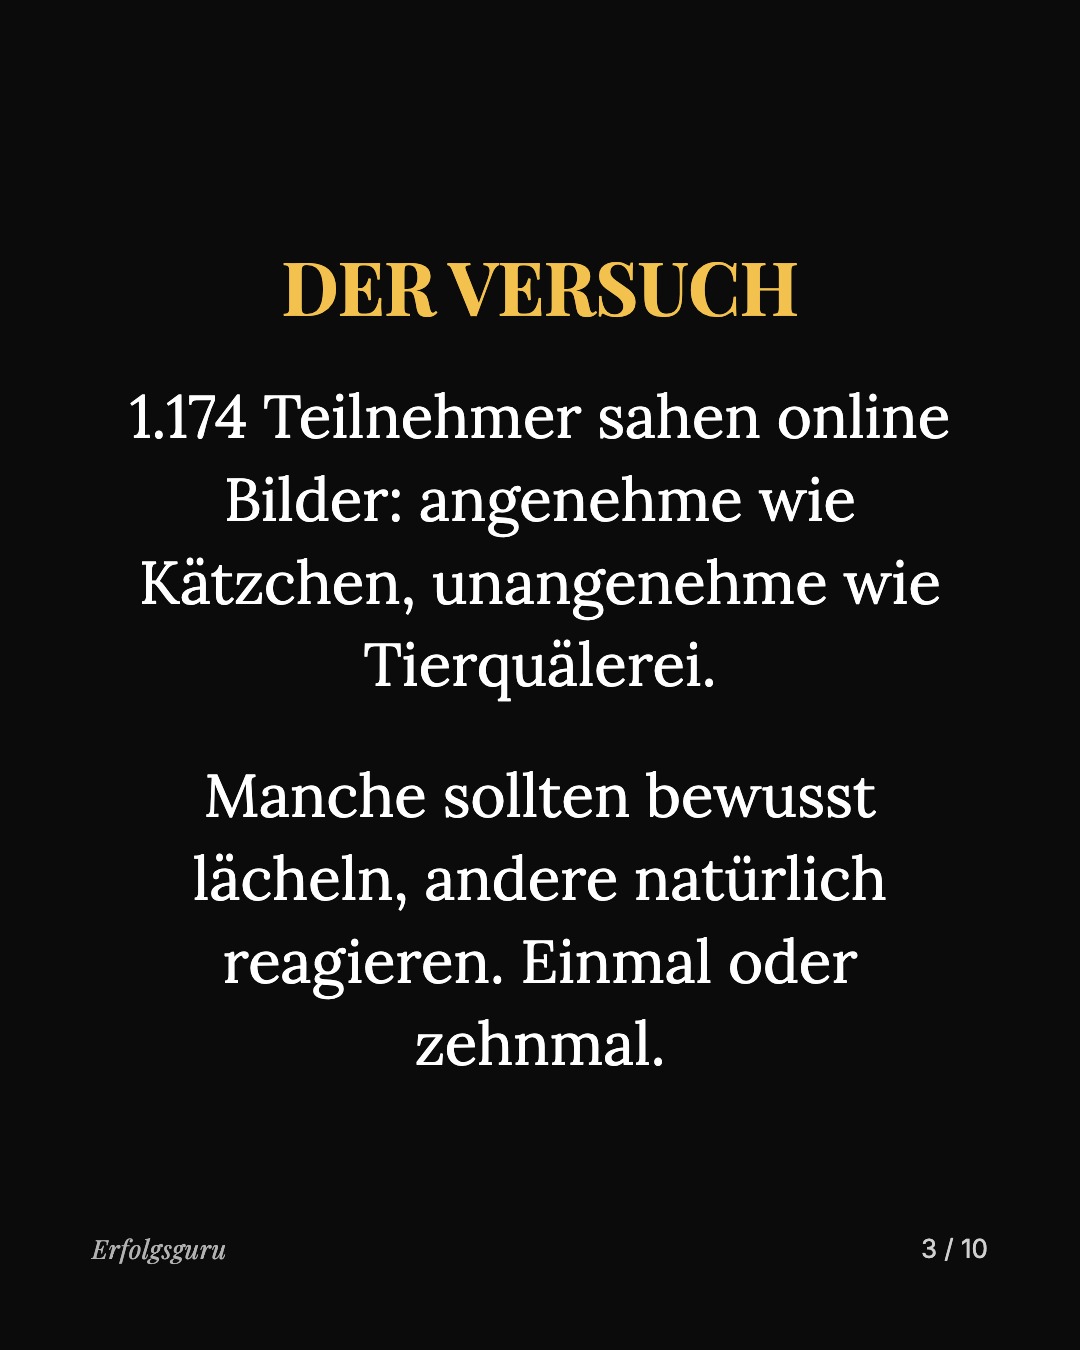 DER VERSUCH
1.174 Teilnehmer sahen online
Bilder: angenehme wie
Kätzchen, unangenehme wie
Tierquälerei.
Manche sollten bewusst
lächeln, andere natürlich
reagieren. Einmal oder
zehnmal.
Erfolgsguru
3 / 10